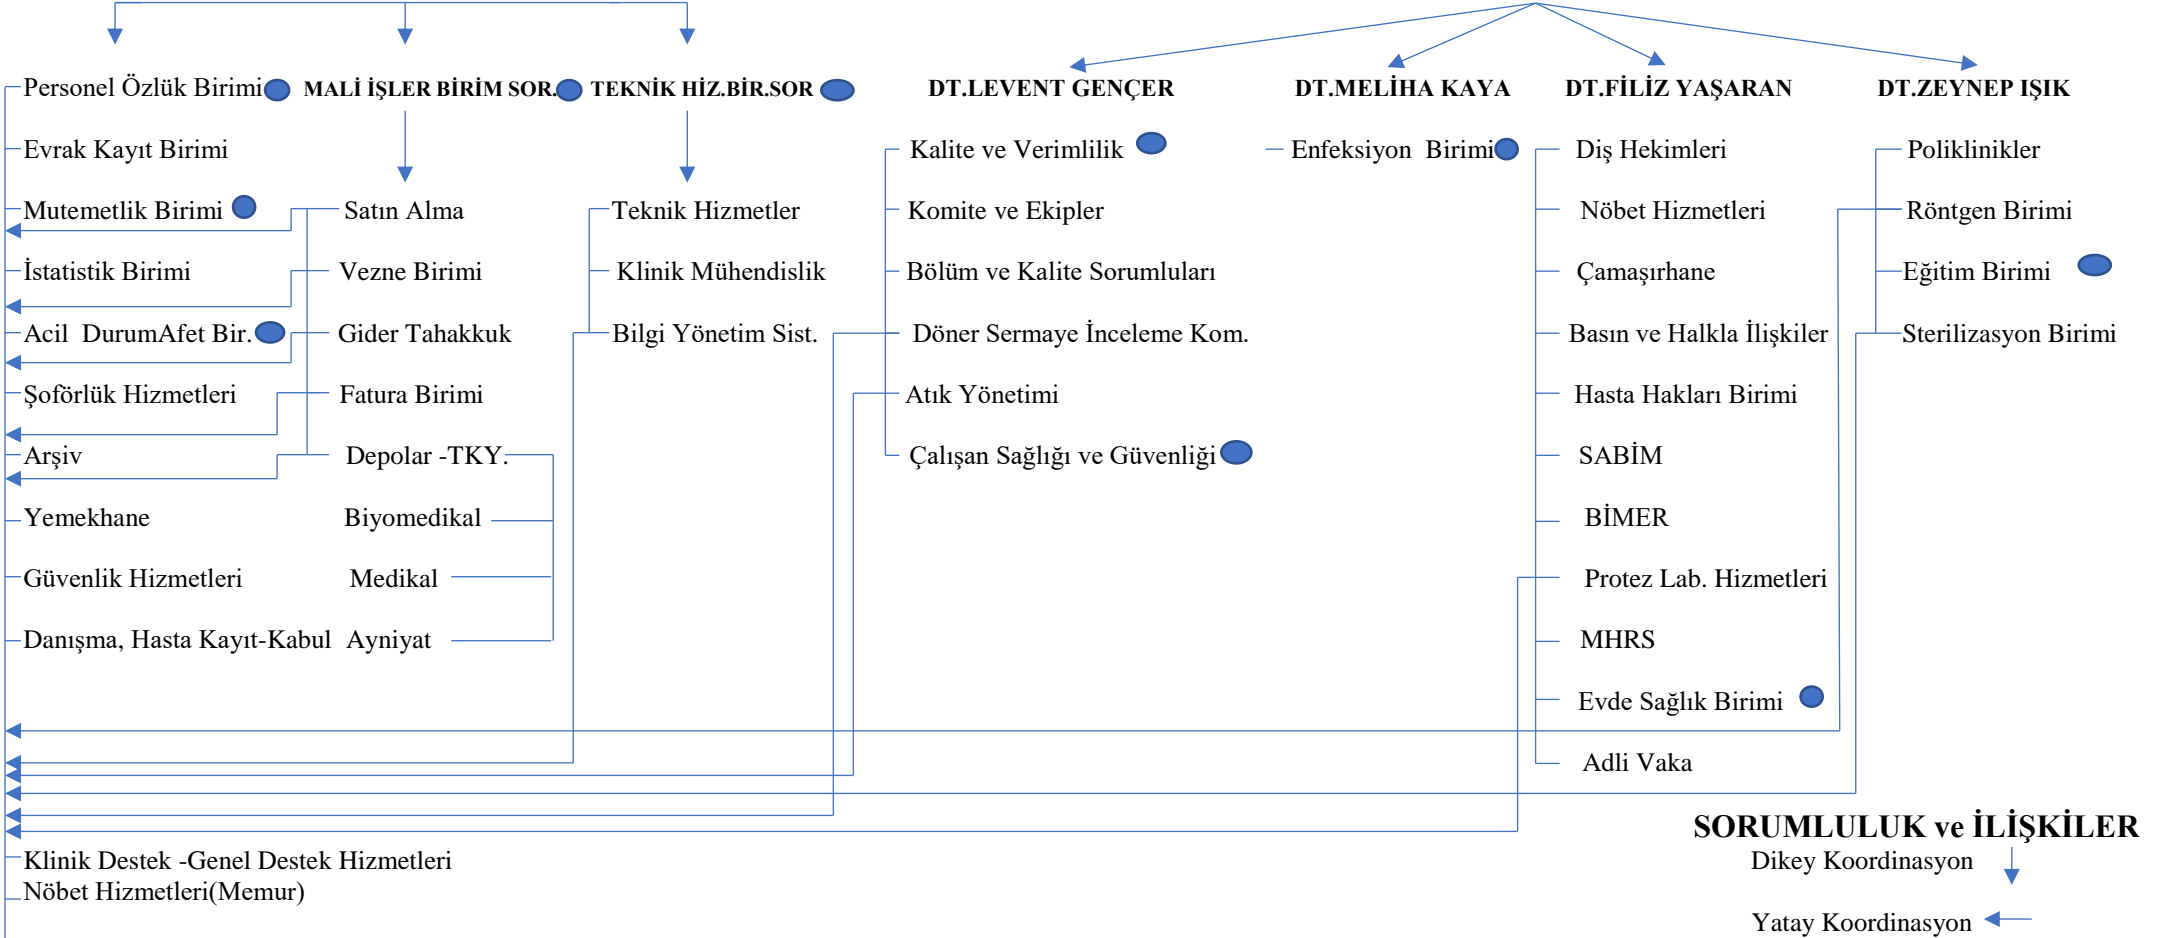 Personel Özlük Birimi
MALİ İŞLER BİRİM SOR.
TEKNİK HİZ.BİR.SOR
DT.LEVENT GENÇER
DT.MELİHA KAYA
DT.FİLİZ YAŞARAN
DT.ZEYNEP IŞIK
Evrak Kayıt Birimi
Kalite ve Verimlilik
Enfeksiyon Birimi
Diş Hekimleri
Poliklinikler
Mutemetlik Birimi
Satın Alma
Teknik Hizmetler
Komite ve Ekipler
Nöbet Hizmetleri
Röntgen Birimi
İstatistik Birimi
Vezne Birimi
Klinik Mühendislik
Bölüm ve Kalite Sorumluları
Çamaşırhane
Eğitim Birimi
Acil DurumAfet Bir.
Gider Tahakkuk
Bilgi Yönetim Sist.
Döner Sermaye İnceleme Kom.
Basın ve Halkla İlişkiler
Sterilizasyon Birimi
Şoförlük Hizmetleri
Fatura Birimi
Atık Yönetimi
Hasta Hakları Birimi
Arşiv
Depolar -TKY.
Çalışan Sağlığı ve Güvenliği
SABİM
Yemekhane
Biyomedikal
BİMER
Güvenlik Hizmetleri
Medikal
Protez Lab. Hizmetleri
Danışma, Hasta Kayıt-Kabul
Ayniyat
MHRS
Evde Sağlık Birimi
Adli Vaka
SORUMLULUK ve İLİŞKİLER
Klinik Destek -Genel Destek Hizmetleri
Dikey Koordinasyon
Nöbet Hizmetleri(Memur)
Yatay Koordinasyon